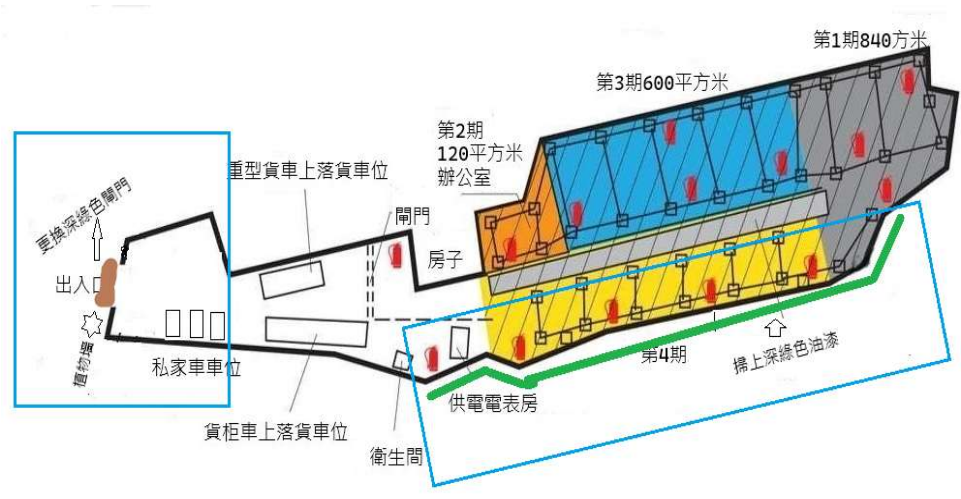 第1期840方米
第3期600平方米
第2期
120平方米
辦公室
重型貨車上落貨車位
閘門
房子
更換深綠色閘門
出入口
植物墻
私家車車位
貨柜車上落貨車位
衛生間
供電電表房
第4期
掃上深綠色油漆